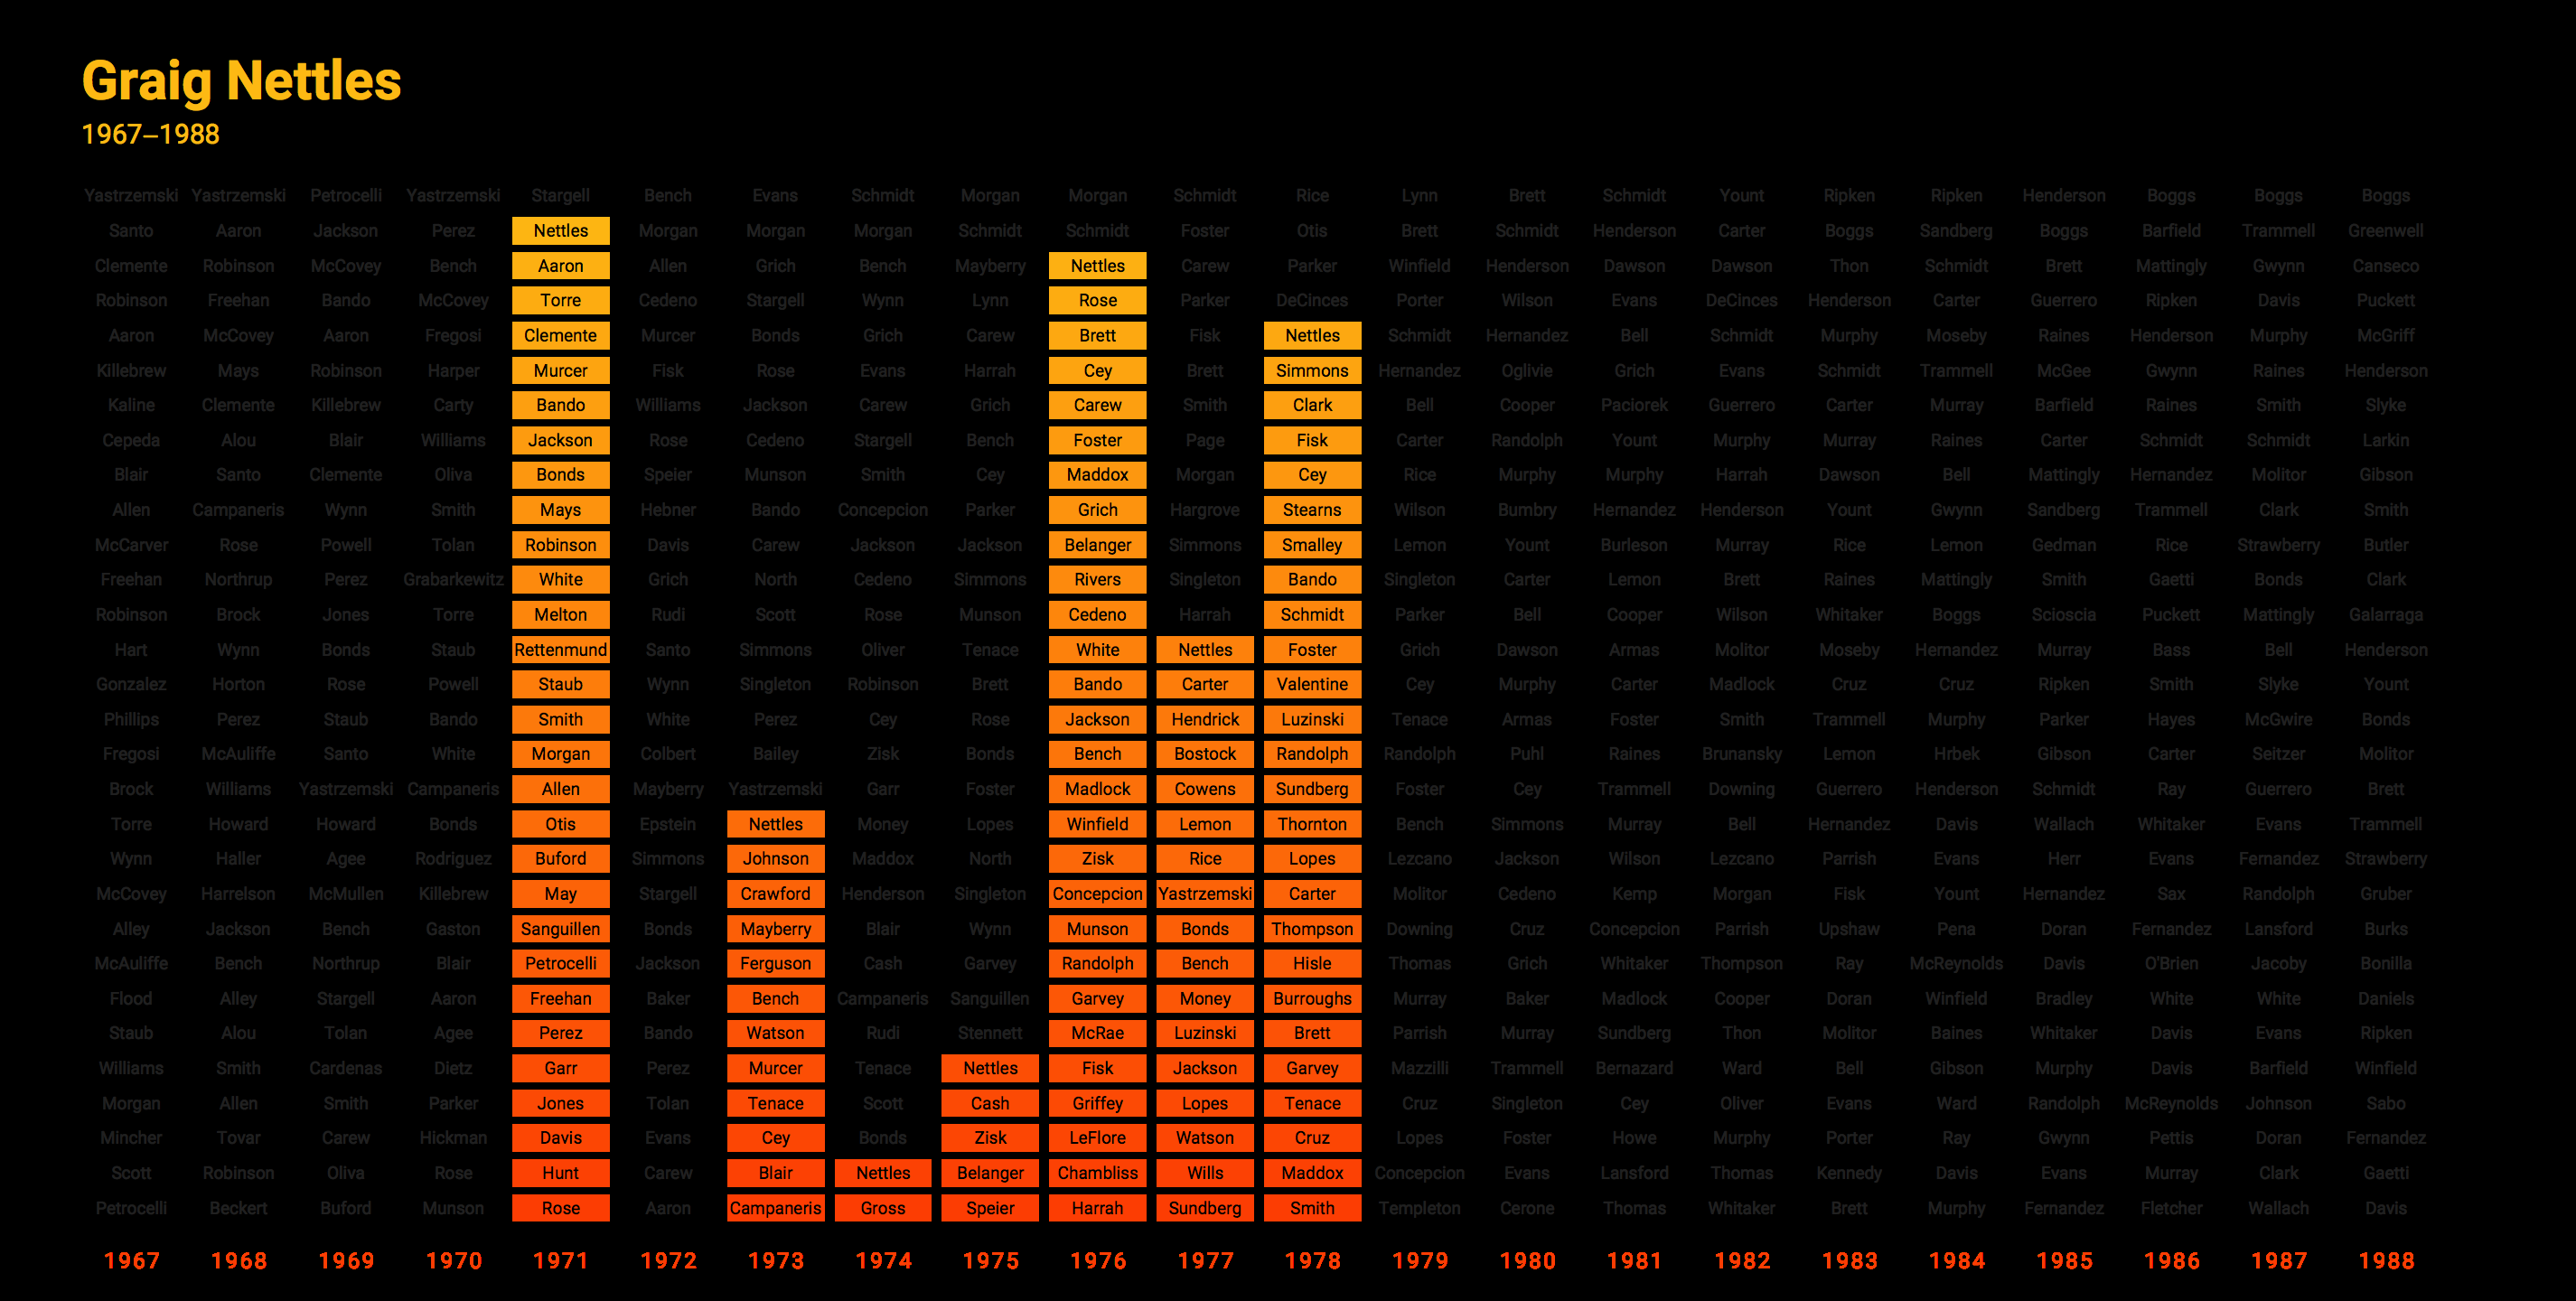 Graig Nettles
1967–1988
Yastrzemski Yastrzemski Petrocelli Yastrzemski Stargell Bench Evans Schmidt Morgan Morgan Schmidt Rice Lynn Brett Schmidt Yount Ripken Ripken Henderson Boggs Boggs Boggs
Santo Aaron Jackson Perez Nettles Morgan Morgan Morgan Schmidt Schmidt Foster Otis Brett Schmidt Henderson Carter Boggs Sandberg Boggs Barfield Trammell Greenwell
Clemente Robinson McCovey Bench Aaron Allen Grich Bench Mayberry Nettles Carew Parker Winfield Henderson Dawson Dawson Thon Schmidt Brett Mattingly Gwynn Canseco
Robinson Freehan Bando McCovey Torre Cedeno Stargell Wynn Lynn Rose Parker DeCinces Porter Wilson Evans DeCinces Henderson Carter Guerrero Ripken Davis Puckett
Aaron McCovey Aaron Fregosi Clemente Murcer Bonds Grich Carew Brett Fisk Nettles Schmidt Hernandez Bell Schmidt Murphy Moseby Raines Henderson Murphy McGriff
Killebrew Mays Robinson Harper Murcer Fisk Rose Evans Harrah Cey Brett Simmons Hernandez Oglivie Grich Evans Schmidt Trammell McGee Gwynn Raines Henderson
Kaline Clemente Killebrew Carty Bando Williams Jackson Carew Grich Carew Smith Clark Bell Cooper Paciorek Guerrero Carter Murray Barfield Raines Smith Slyke
Cepeda Alou Blair Williams Jackson Rose Cedeno Stargell Bench Foster Page Fisk Carter Randolph Yount Murphy Murray Raines Carter Schmidt Schmidt Larkin
Blair Santo Clemente Oliva Bonds Speier Munson Smith Cey Maddox Morgan Cey Rice Murphy Murphy Harrah Dawson Bell Mattingly Hernandez Molitor Gibson
Allen Campaneris Wynn Smith Mays Hebner Bando Concepcion Parker Grich Hargrove Stearns Wilson Bumbry Hernandez Henderson Yount Gwynn Sandberg Trammell Clark Smith
McCarver Rose Powell Tolan Robinson Davis Carew Jackson Jackson Belanger Simmons Smalley Lemon Yount Burleson Murray Rice Lemon Gedman Rice Strawberry Butler
Freehan Northrup Perez Grabarkewitz White Grich North Cedeno Simmons Rivers Singleton Bando Singleton Carter Lemon Brett Raines Mattingly Smith Gaetti Bonds Clark
Robinson Brock Jones Torre Melton Rudi Scott Rose Munson Cedeno Harrah Schmidt Parker Bell Cooper Wilson Whitaker Boggs Scioscia Puckett Mattingly Galarraga
Hart Wynn Bonds Staub Rettenmund Santo Simmons Oliver Tenace White Nettles Foster Grich Dawson Armas Molitor Moseby Hernandez Murray Bass Bell Henderson
Gonzalez Horton Rose Powell Staub Wynn Singleton Robinson Brett Bando Carter Valentine Cey Murphy Carter Madlock Cruz Cruz Ripken Smith Slyke Yount
Phillips Perez Staub Bando Smith White Perez Cey Rose Jackson Hendrick Luzinski Tenace Armas Foster Smith Trammell Murphy Parker Hayes McGwire Bonds
Fregosi McAuliffe Santo White Morgan Colbert Bailey Zisk Bonds Bench Bostock Randolph Randolph Puhl Raines Brunansky Lemon Hrbek Gibson Carter Seitzer Molitor
Brock Williams Yastrzemski Campaneris Allen Mayberry Yastrzemski Garr Foster Madlock Cowens Sundberg Foster Cey Trammell Downing Guerrero Henderson Schmidt Ray Guerrero Brett
Torre Howard Howard Bonds Otis Epstein Nettles Money Lopes Winfield Lemon Thornton Bench Simmons Murray Bell Hernandez Davis Wallach Whitaker Evans Trammell
Wynn Haller Agee Rodriguez Buford Simmons Johnson Maddox North Zisk Rice Lopes Lezcano Jackson Wilson Lezcano Parrish Evans Herr Evans Fernandez Strawberry
McCovey Harrelson McMullen Killebrew May Stargell Crawford Henderson Singleton Concepcion Yastrzemski Carter Molitor Cedeno Kemp Morgan Fisk Yount Hernandez Sax Randolph Gruber
Alley Jackson Bench Gaston Sanguillen Bonds Mayberry Blair Wynn Munson Bonds Thompson Downing Cruz Concepcion Parrish Upshaw Pena Doran Fernandez Lansford Burks
McAuliffe Bench Northrup Blair Petrocelli Jackson Ferguson Cash Garvey Randolph Bench Hisle Thomas Grich Whitaker Thompson Ray McReynolds Davis O'Brien Jacoby Bonilla
Flood Alley Stargell Aaron Freehan Baker Bench Campaneris Sanguillen Garvey Money Burroughs Murray Baker Madlock Cooper Doran Winfield Bradley White White Daniels
Staub Alou Tolan Agee Perez Bando Watson Rudi Stennett McRae Luzinski Brett Parrish Murray Sundberg Thon Molitor Baines Whitaker Davis Evans Ripken
Williams Smith Cardenas Dietz Garr Perez Murcer Tenace Nettles Fisk Jackson Garvey Mazzilli Trammell Bernazard Ward Bell Gibson Murphy Davis Barfield Winfield
Morgan Allen Smith Parker Jones Tolan Tenace Scott Cash Griffey Lopes Tenace Cruz Singleton Cey Oliver Evans Ward Randolph McReynolds Johnson Sabo
Mincher Tovar Carew Hickman Davis Evans Cey Bonds Zisk LeFlore Watson Cruz Lopes Foster Howe Murphy Porter Ray Gwynn Pettis Doran Fernandez
Scott Robinson Oliva Rose Hunt Carew Blair Nettles Belanger Chambliss Wills Maddox Concepcion Evans Lansford Thomas Kennedy Davis Evans Murray Clark Gaetti
Petrocelli Beckert Buford Munson Rose Aaron Campaneris Gross Speier Harrah Sundberg Smith Templeton Cerone Thomas Whitaker Brett Murphy Fernandez Fletcher Wallach Davis
1967 1968 1969 1970 1971 1972 1973 1974 1975 1976 1977 1978 1979 1980 1981 1982 1983 1984 1985 1986 1987 1988